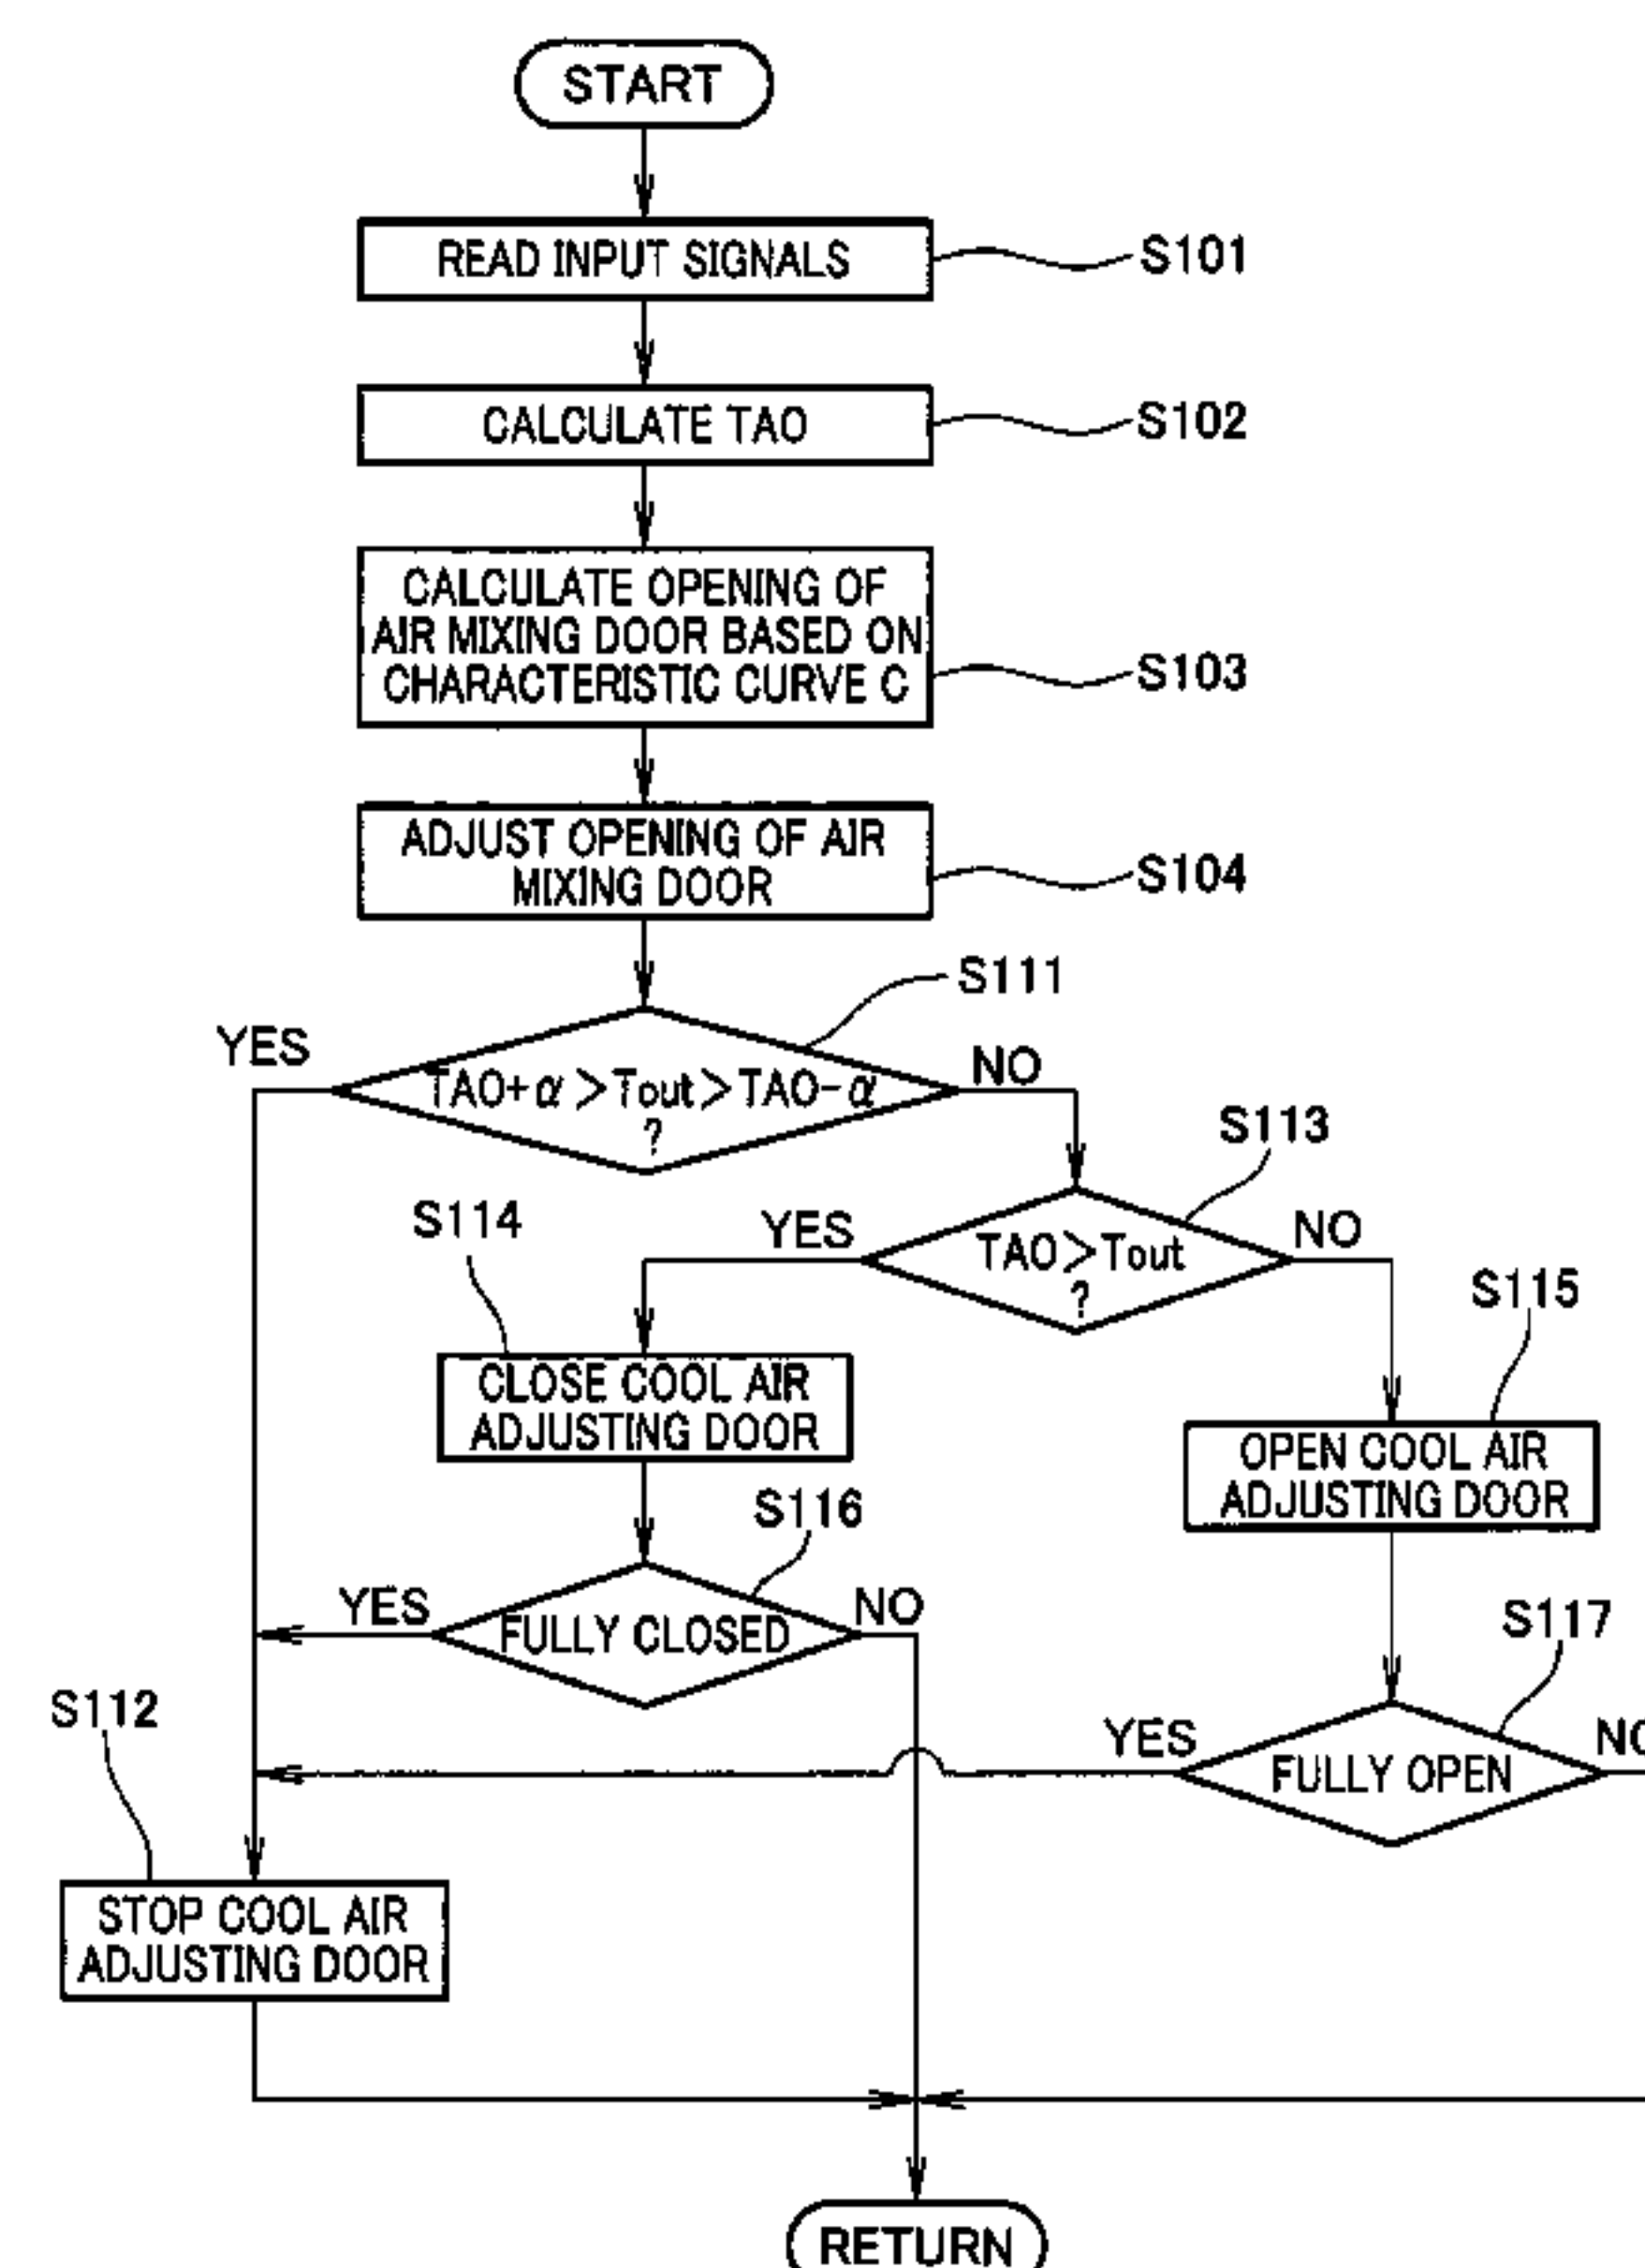 START
READ INPUT SIGNALS
S101
CALCULATE TAO
S102
CALCULATE OPENING OF
AIR MIXING DOOR BASED ON
CHARACTERISTIC CURVE C
S103
ADJUST OPENING OF AIR
MIXING DOOR
S104
S111
YES
TAO+α>Tout>TAO-α
?
NO
S113
S114
YES
TAO>Tout
?
NO
S115
CLOSE COOL AIR
ADJUSTING DOOR
OPEN COOL AIR
ADJUSTING DOOR
S116
YES
FULLY CLOSED
NO
S117
S112
YES
FULLY OPEN
NO
STOP COOL AIR
ADJUSTING DOOR
RETURN